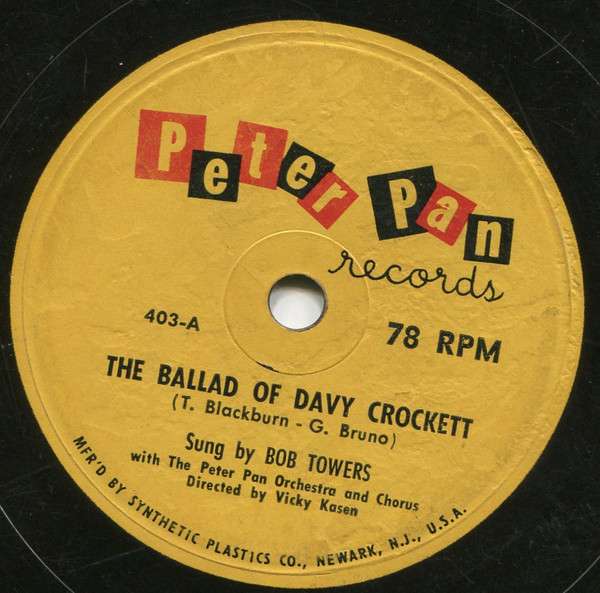 Peter Pan
records
403-A
78 RPM
THE BALLAD OF DAVY CROCKETT
(T. Blackburn - G. Bruno)
Sung by BOB TOWERS
with The Peter Pan Orchestra and Chorus
Directed by Vicky Kasen
MFR'D BY SYNTHETIC PLASTICS CO., NEWARK, N.J., U.S.A.